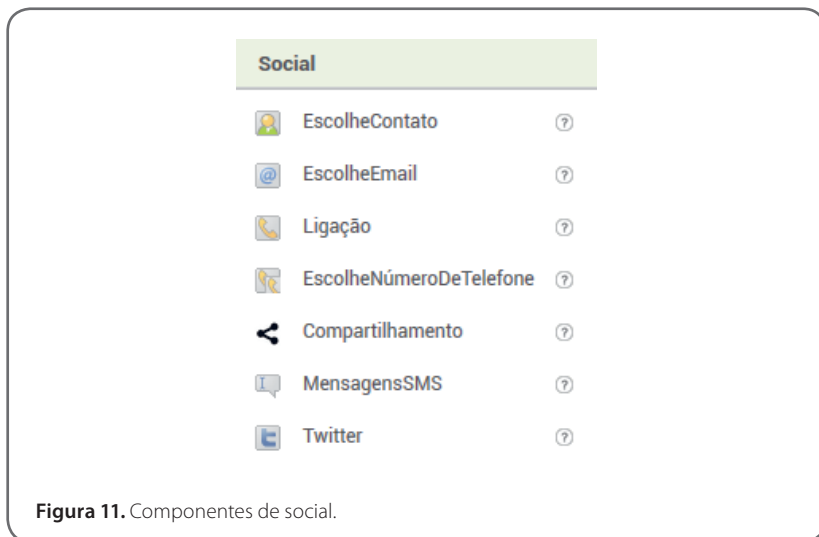 Social
EscolheContato
EscolheEmail
Ligação
EscolheNúmeroDeTelefone
Compartilhamento
MensagensSMS
Twitter
Figura 11. Componentes de social.